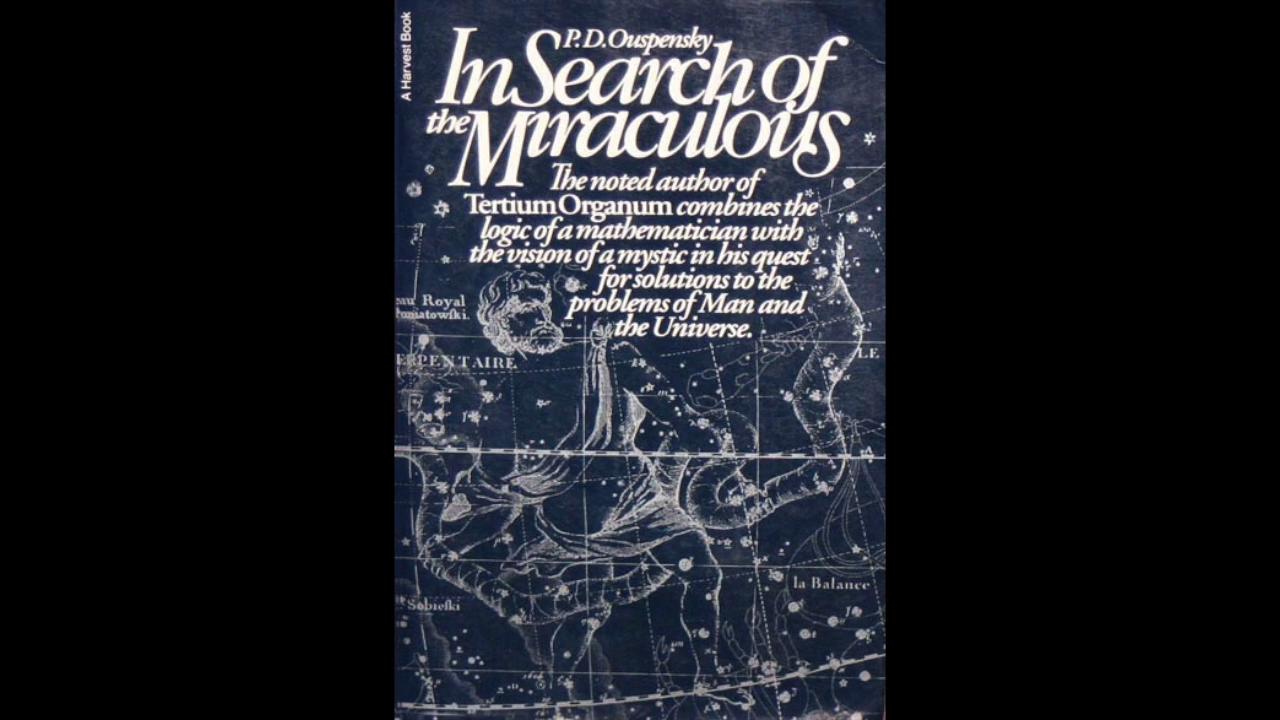 A Harvest Book
P. D. Ouspensky
In Search of
the Miraculous
The noted author of
Tertium Organum combines the
logic of a mathematician with
the vision of a mystic in his quest
for solutions to the
problems of Man and
the Universe.
au Royal
oniatowſki.
ERPENTAIRE
LE
la Balance
Sobieſki